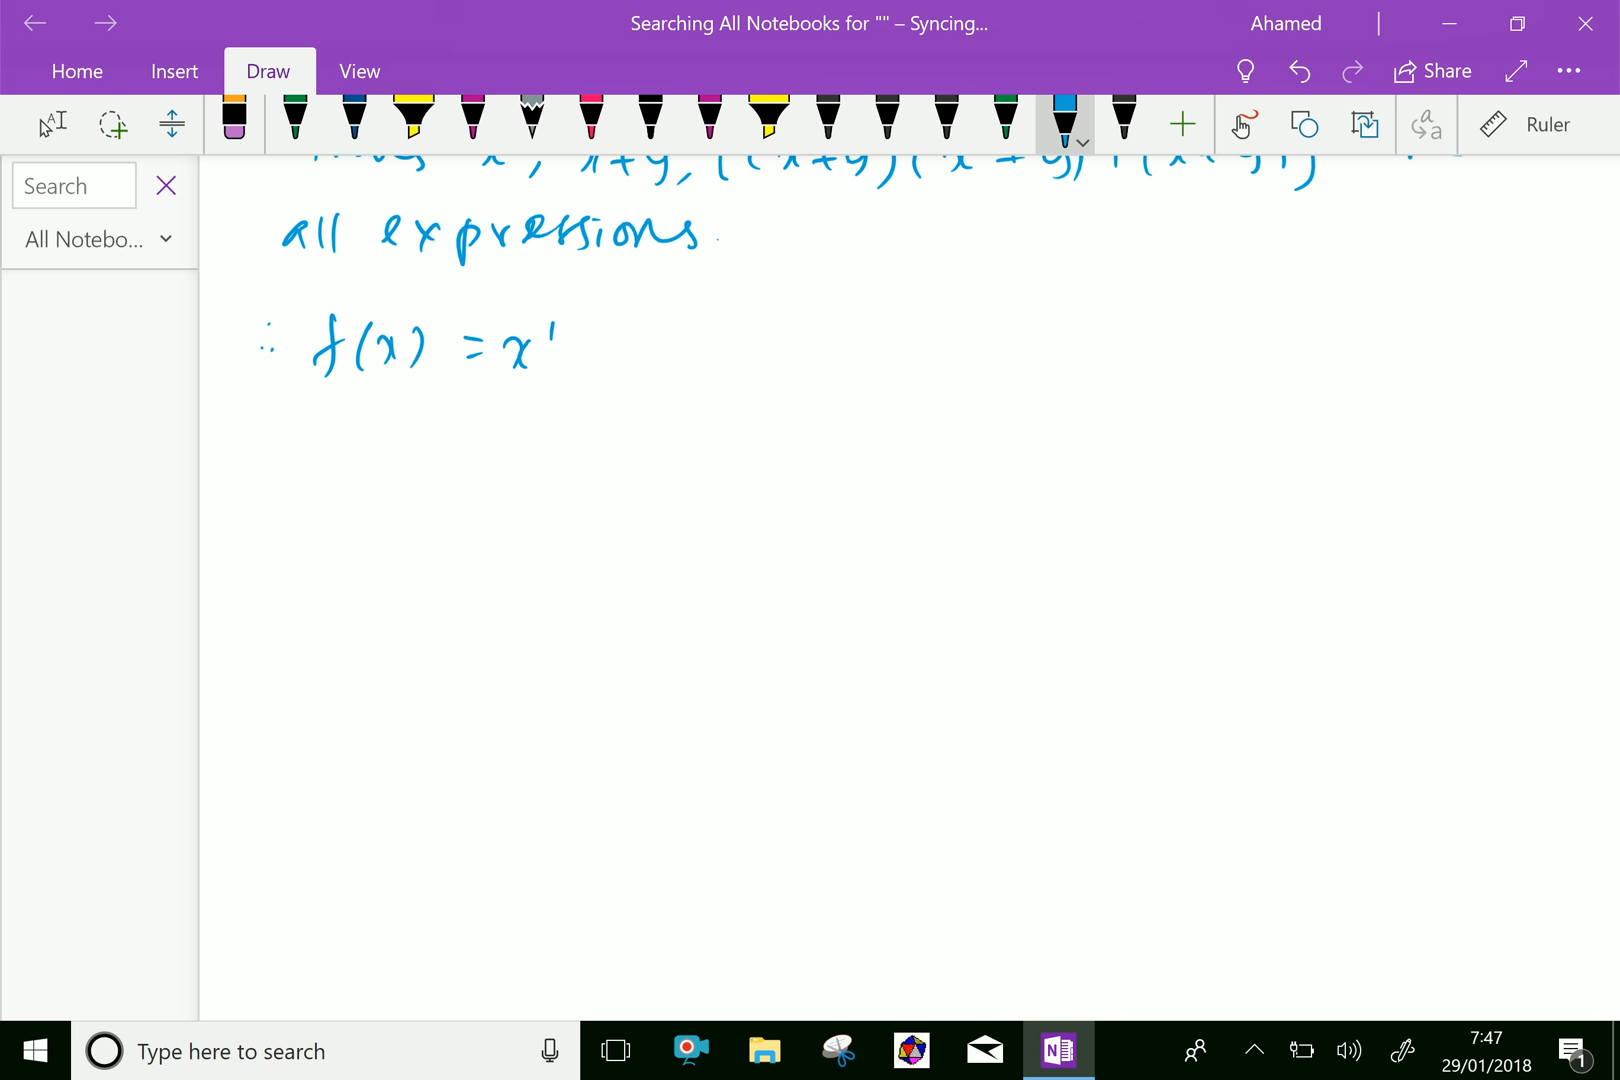 Searching All Notebooks for "" – Syncing...
Ahamed
Home Insert Draw View
Share
Ruler
Search
All Notebo...
all expressions.
∴ f(x) = x'
Type here to search
7:47
29/01/2018
1